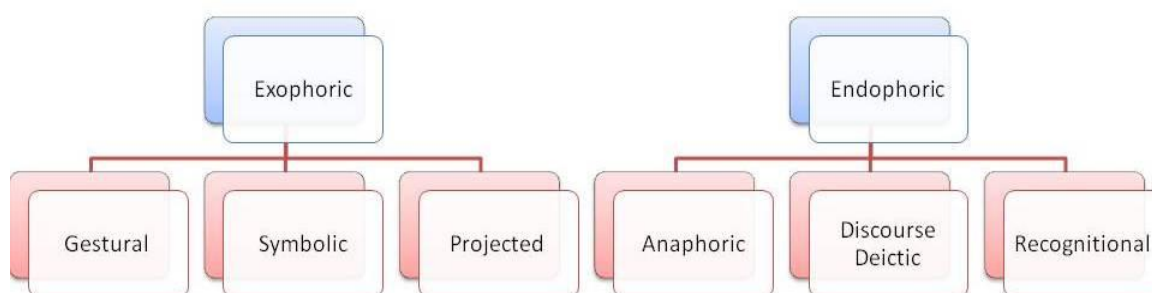 Exophoric
Endophoric
Gestural
Symbolic
Projected
Anaphoric
Discourse
Deictic
Recognitional